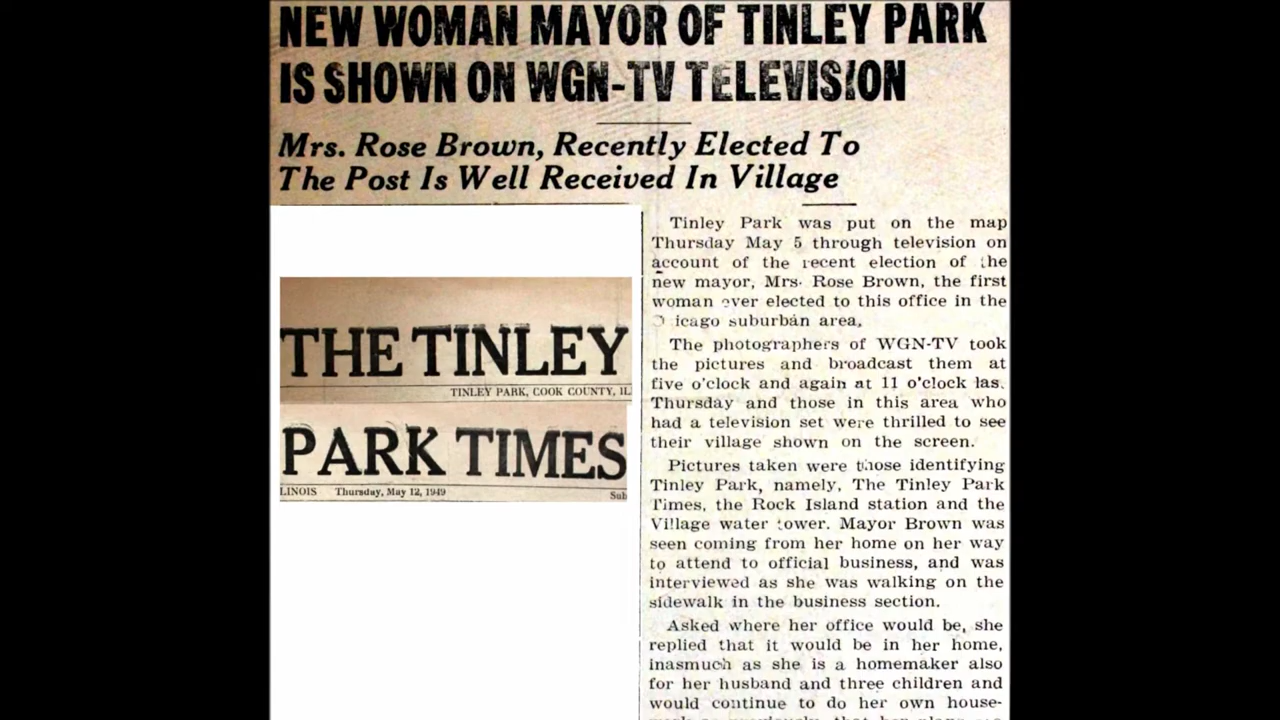 NEW WOMAN MAYOR OF TINLEY PARK
IS SHOWN ON WGN-TV TELEVISION
Mrs. Rose Brown, Recently Elected To
The Post Is Well Received In Village
THE TINLEY
TINLEY PARK, COOK COUNTY, IL
PARK TIMES
LINOIS Thursday, May 12, 1949 Sub
Tinley Park was put on the map
Thursday May 5 through television on
account of the recent election of the
new mayor, Mrs. Rose Brown, the first
woman ever elected to this office in the
icago suburban area,
The photographers of WGN-TV took
the pictures and broadcast them at
five o'clock and again at 11 o'clock las.
Thursday and those in this area who
had a television set were thrilled to see
their village shown on the screen.
Pictures taken were those identifying
Tinley Park, namely, The Tinley Park
Times, the Rock Island station and the
Village water tower. Mayor Brown was
seen coming from her home on her way
to attend to official business, and was
interviewed as she was walking on the
sidewalk in the business section.
Asked where her office would be, she
replied that it would be in her home,
inasmuch as she is a homemaker also
for her husband and three children and
would continue to do her own house-